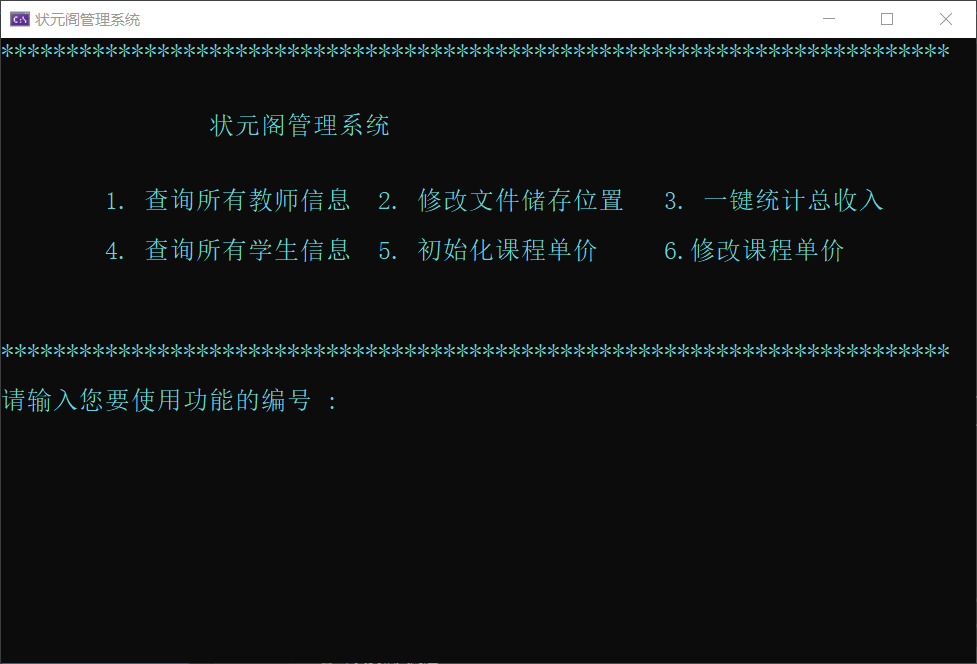 状元阁管理系统
*************************************************************************
状元阁管理系统
1. 查询所有教师信息 2. 修改文件储存位置 3. 一键统计总收入
4. 查询所有学生信息 5. 初始化课程单价 6.修改课程单价
*************************************************************************
请输入您要使用功能的编号 :